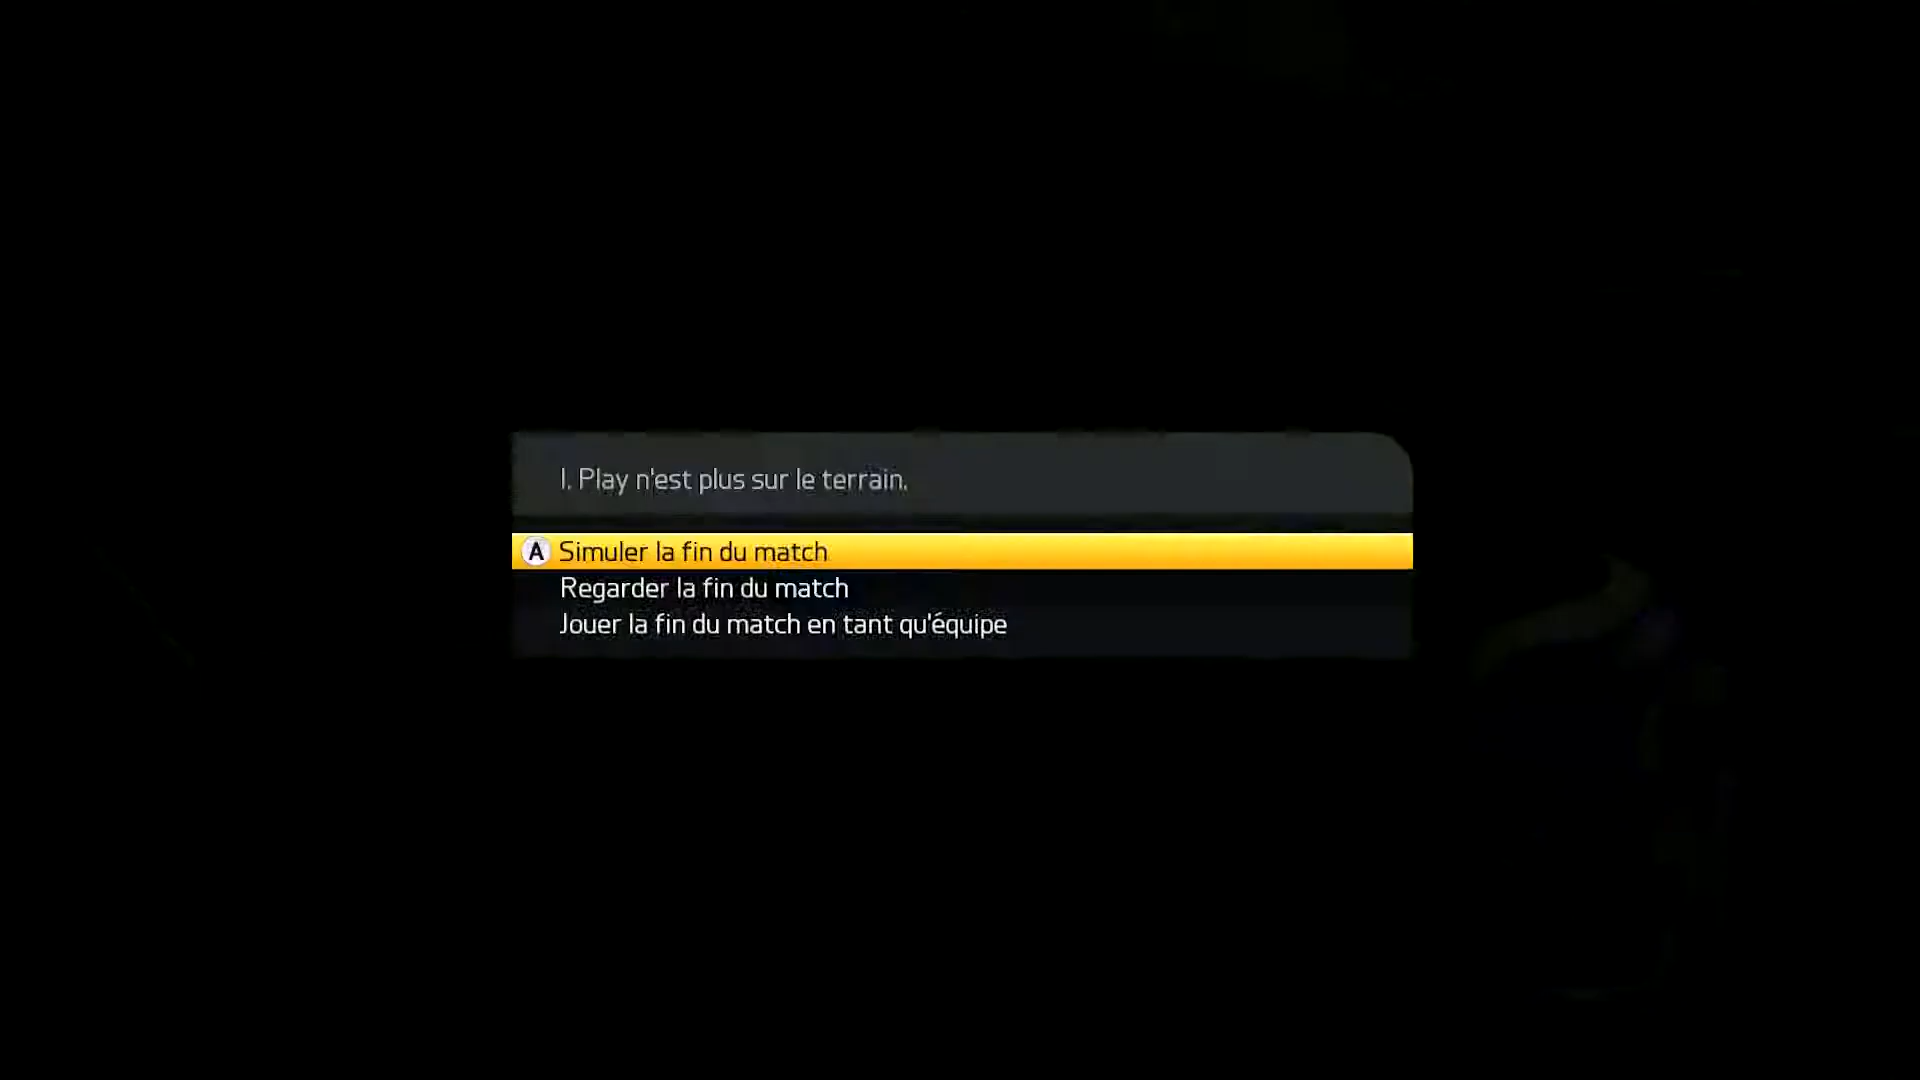 I. Play n'est plus sur le terrain.
A Simuler la fin du match
Regarder la fin du match
Jouer la fin du match en tant qu'équipe